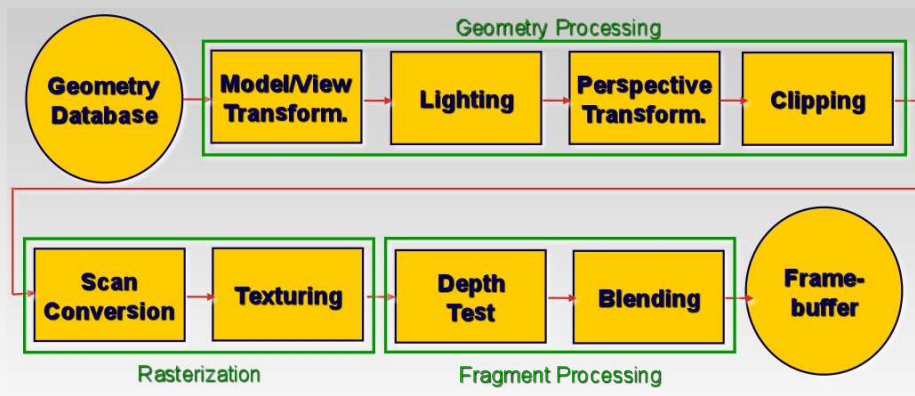 Geometry Processing
Geometry
Database
Model/View
Transform.
Lighting
Perspective
Transform.
Clipping
Scan
Conversion
Texturing
Depth
Test
Blending
Frame-
buffer
Rasterization
Fragment Processing